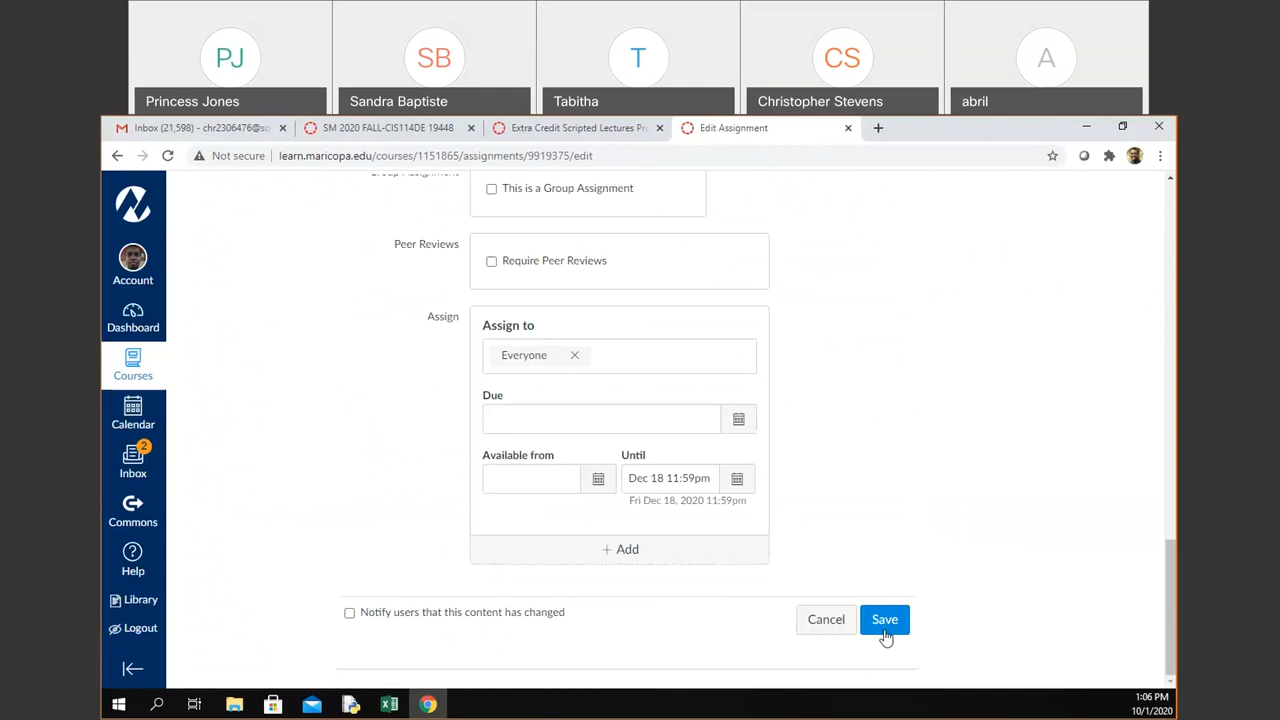 PJ
SB
T
CS
A
Princess Jones
Sandra Baptiste
Tabitha
Christopher Stevens
abril
Inbox (21,598) - chr2306476@so
SM 2020 FALL-CIS114DE 19448
Extra Credit Scripted Lectures Pr
Edit Assignment
Not secure
learn.maricopa.edu/courses/1151865/assignments/9919375/edit
Account
Dashboard
Courses
Calendar
2
Inbox
Commons
Help
Library
Logout
Group Assignment
This is a Group Assignment
Peer Reviews
Require Peer Reviews
Assign
Assign to
Everyone
Due
Available from
Until
Dec 18 11:59pm
Fri Dec 18, 2020 11:59pm
+ Add
Notify users that this content has changed
Cancel
Save
1:06 PM
10/1/2020